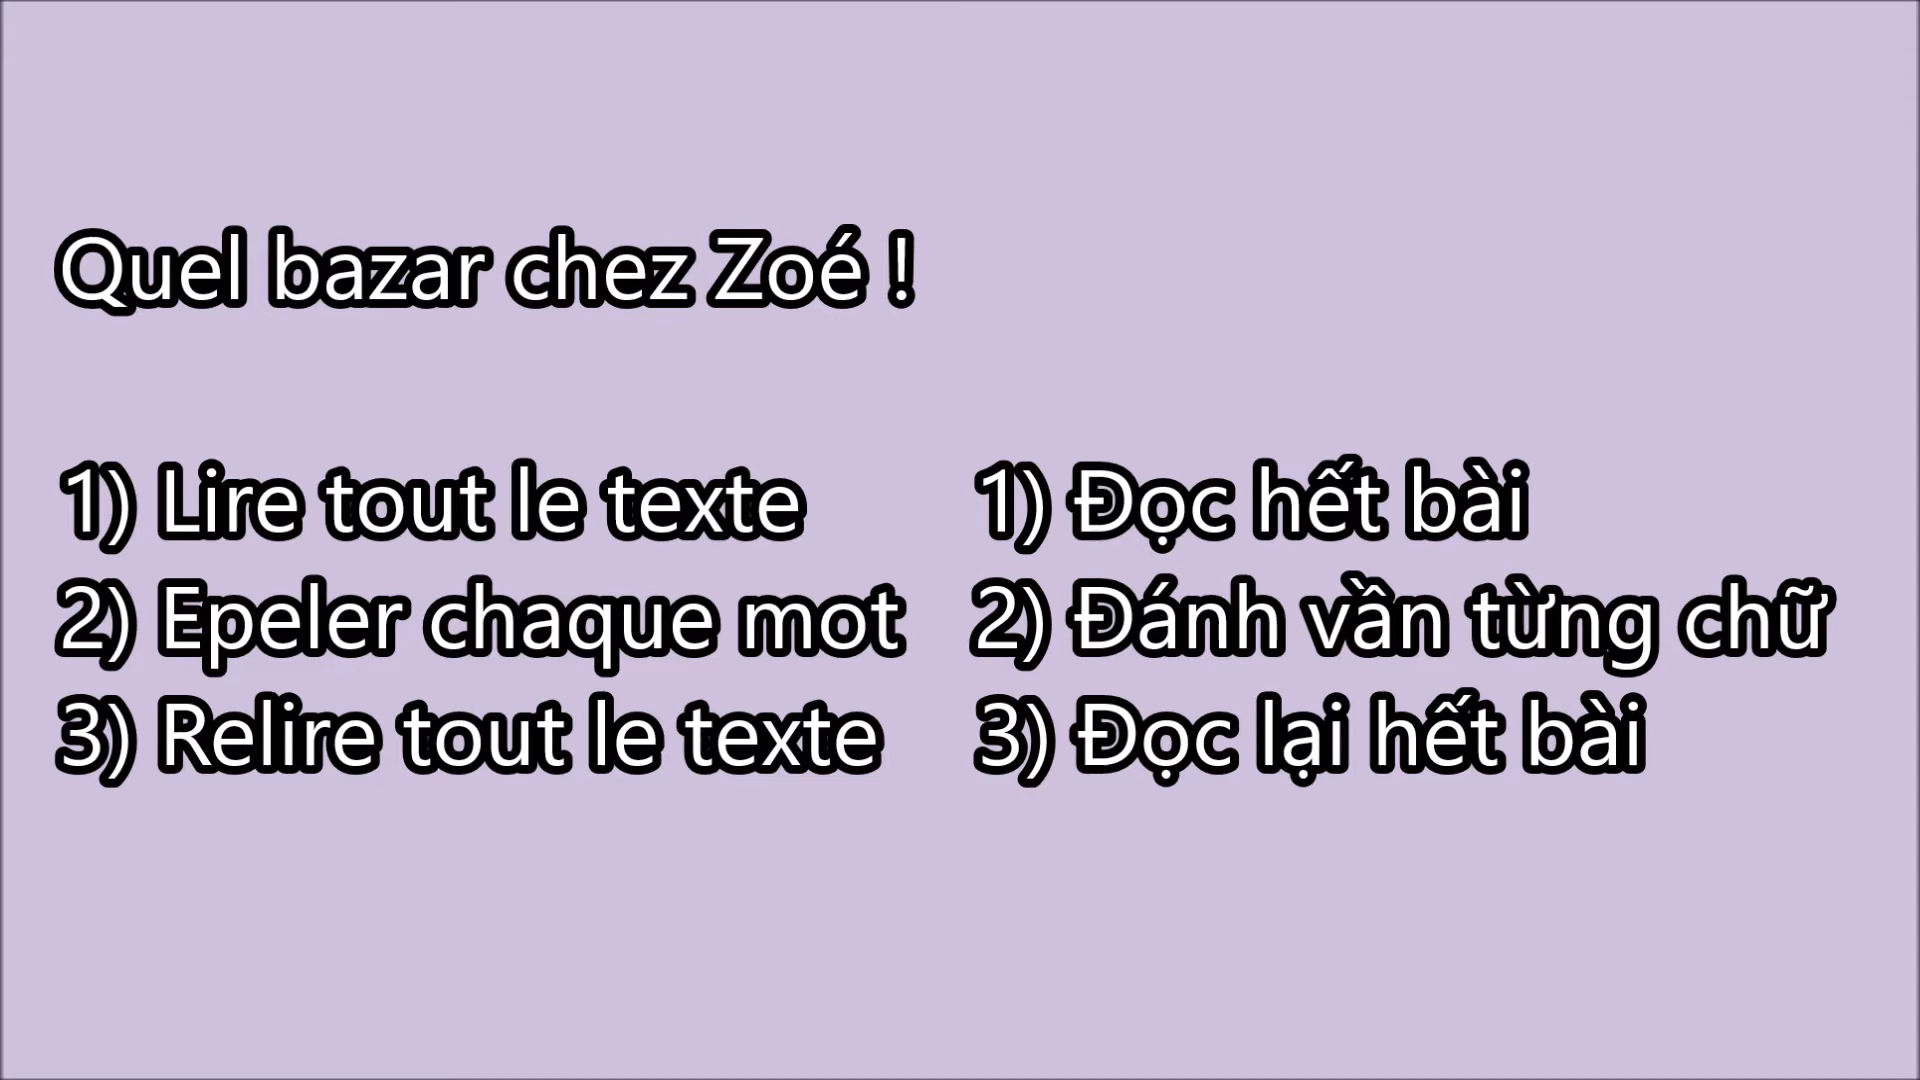 Quel bazar chez Zoé !
1) Lire tout le texte
2) Epeler chaque mot
3) Relire tout le texte
1) Đọc hết bài
2) Đánh vần từng chữ
3) Đọc lại hết bài